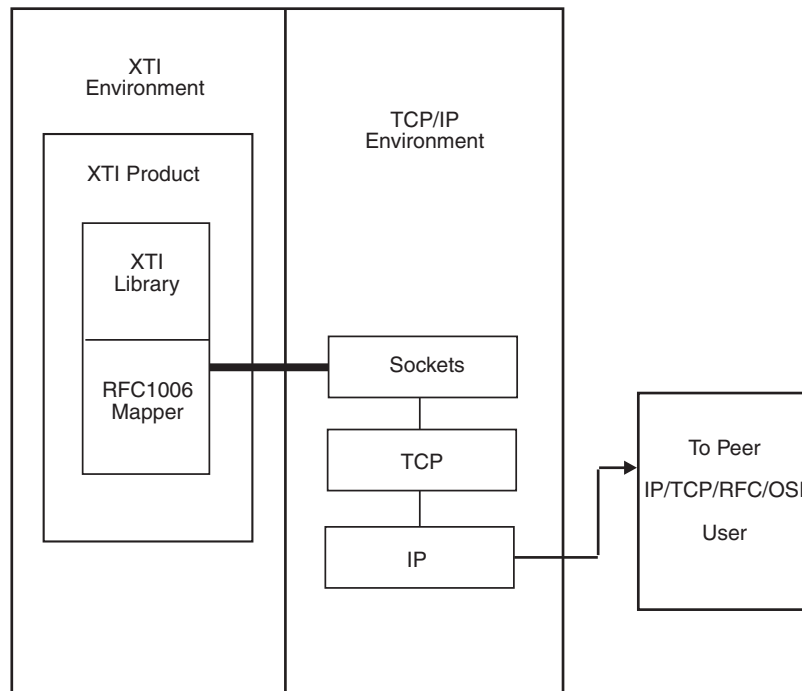 XTI
Environment
XTI Product
XTI
Library
RFC1006
Mapper
TCP/IP
Environment
Sockets
TCP
IP
To Peer
IP/TCP/RFC/OSI
User